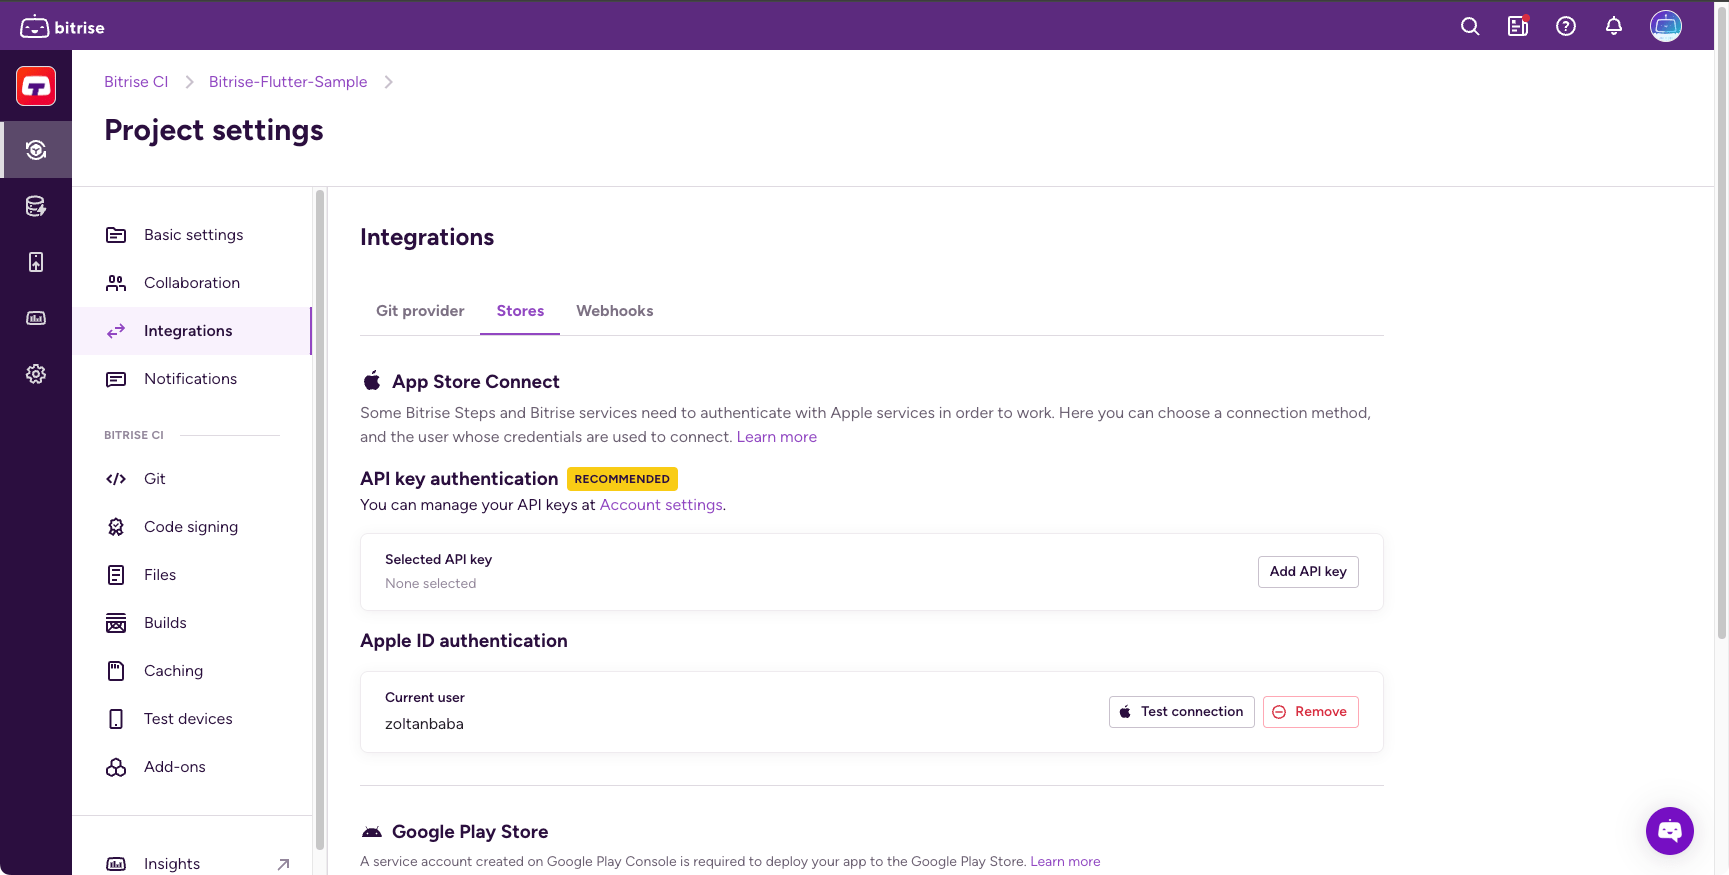 bitrise
Bitrise CI
Bitrise-Flutter-Sample
Project settings
Basic settings
Collaboration
Integrations
Notifications
BITRISE CI
Git
Code signing
Files
Builds
Caching
Test devices
Add-ons
Insights
Integrations
Git provider
Stores
Webhooks
App Store Connect
Some Bitrise Steps and Bitrise services need to authenticate with Apple services in order to work. Here you can choose a connection method,
and the user whose credentials are used to connect. Learn more
API key authentication RECOMMENDED
You can manage your API keys at Account settings.
Selected API key
None selected
Add API key
Apple ID authentication
Current user
zoltanbaba
Test connection
Remove
Google Play Store
A service account created on Google Play Console is required to deploy your app to the Google Play Store. Learn more